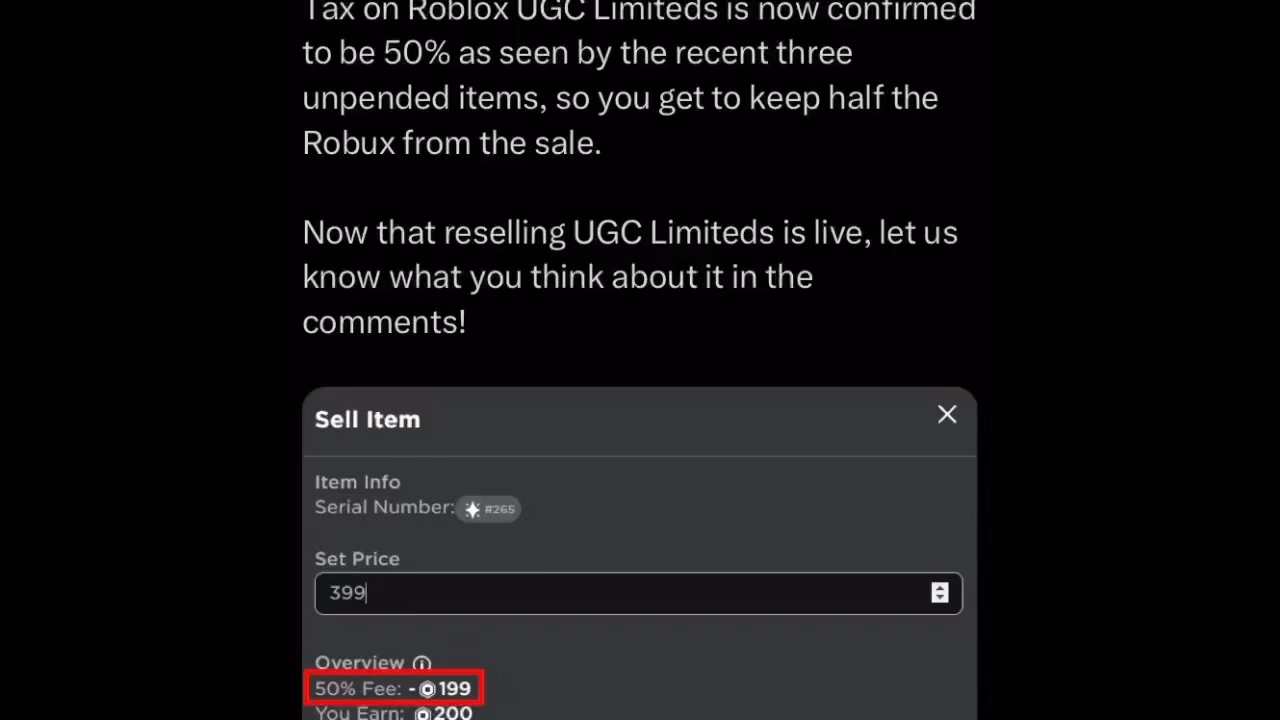 Tax on Roblox UGC Limiteds is now confirmed
to be 50% as seen by the recent three
unpended items, so you get to keep half the
Robux from the sale.
Now that reselling UGC Limiteds is live, let us
know what you think about it in the
comments!
Sell Item
Item Info
Serial Number: #265
Set Price
399
Overview
50% Fee: - 199
You Earn: 200